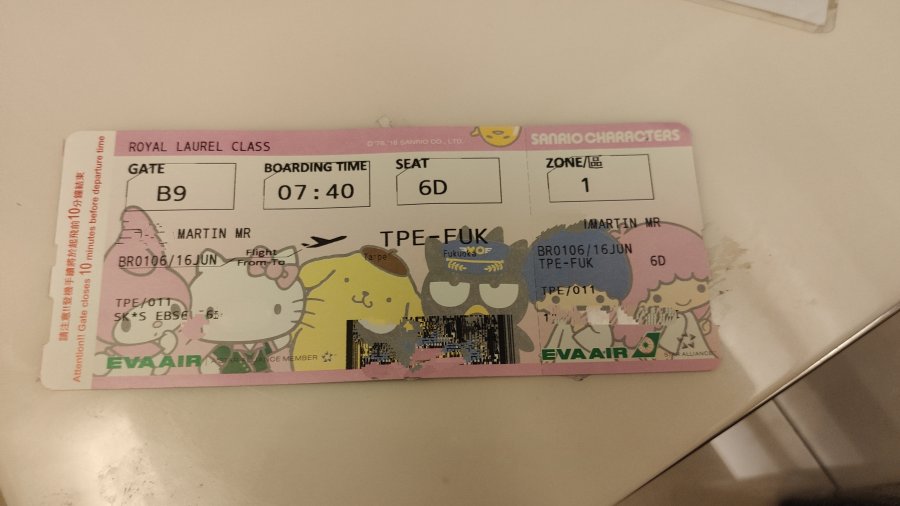 ROYAL LAUREL CLASS
©'76, '16 SANRIO CO., LTD.
SANRIO CHARACTERS
GATE BOARDING TIME SEAT ZONE/區
B9 07:40 6D 1
MARTIN MR
MARTIN MR
TPE-FUK
BR0106/16JUN Flight From-To Taipei Fukuoka
BR0106/16JUN
TPE-FUK 6D
TPE/011
TPE/011
SK*S
EVA AIR
STAR ALLIANCE MEMBER
EVA AIR
STAR ALLIANCE
請注意!!登機手續將於起飛前10分鐘結束
Attention!! Gate closes 10 minutes before departure time